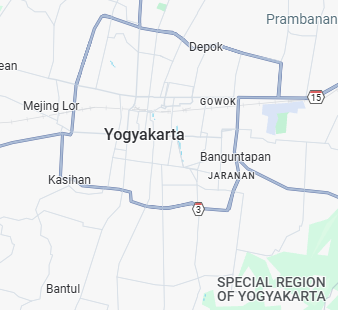 Prambanan
Depok
ean
Mejing Lor
GOWOK
15
Yogyakarta
Banguntapan
Kasihan
JARANAN
3
Bantul
SPECIAL REGION
OF YOGYAKARTA